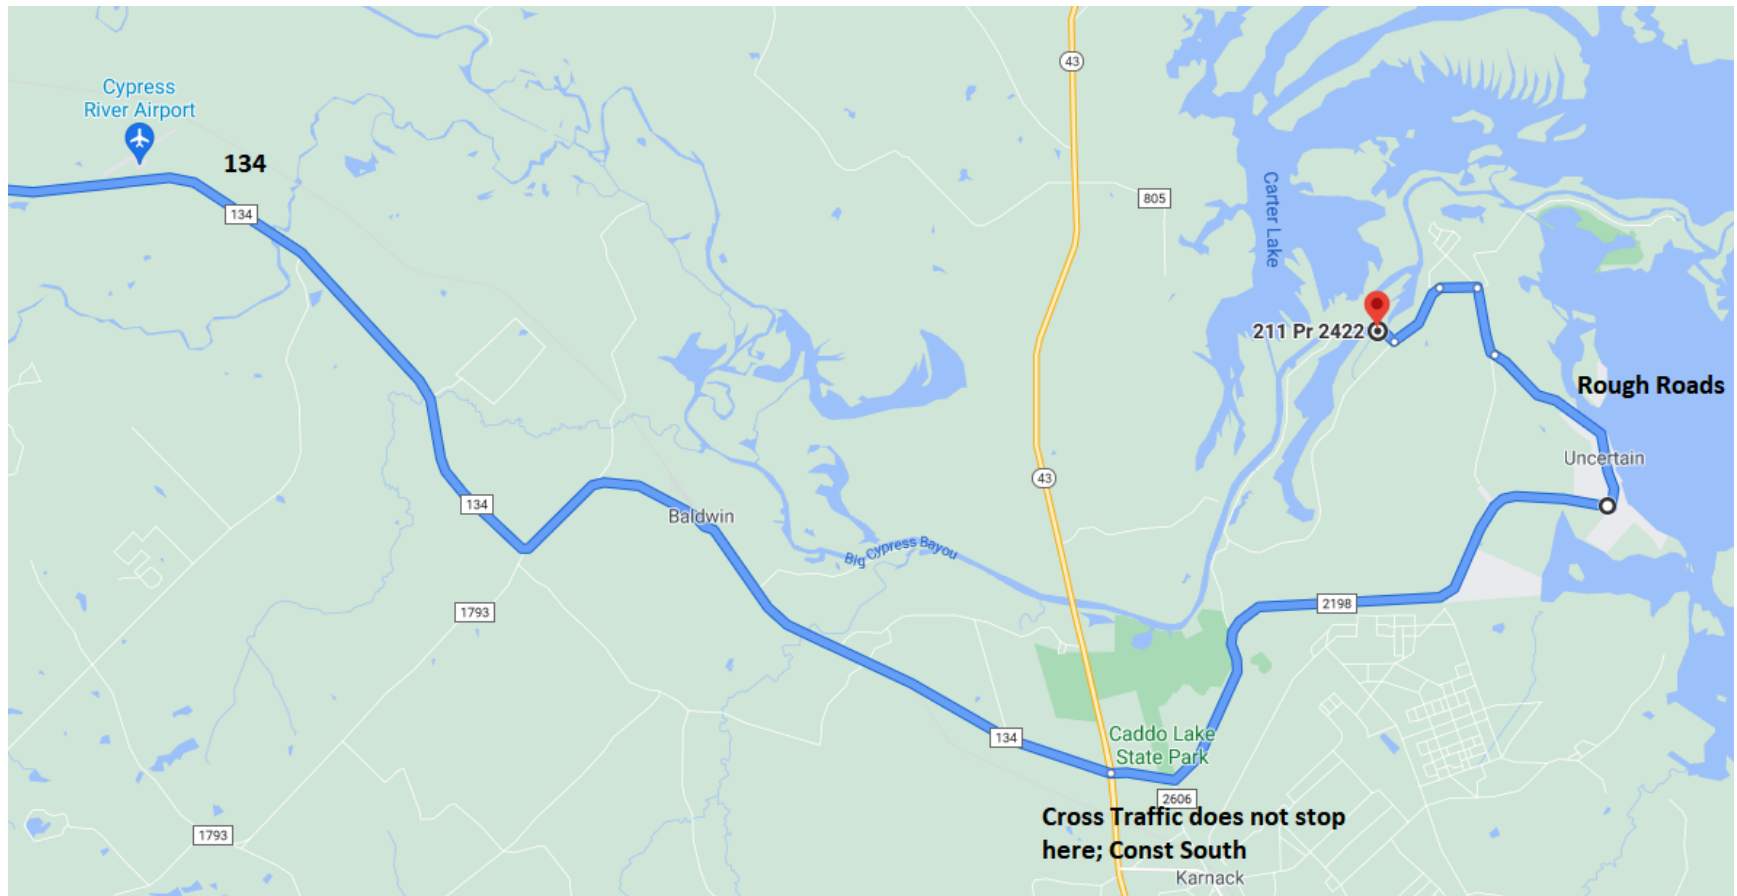 Cypress
River Airport
134
134
43
805
Carter Lake
211 Pr 2422
Rough Roads
Uncertain
43
134
Baldwin
Big Cypress Bayou
1793
2198
134
Caddo Lake
State Park
2606
Cross Traffic does not stop
here; Const South
1793
Karnack